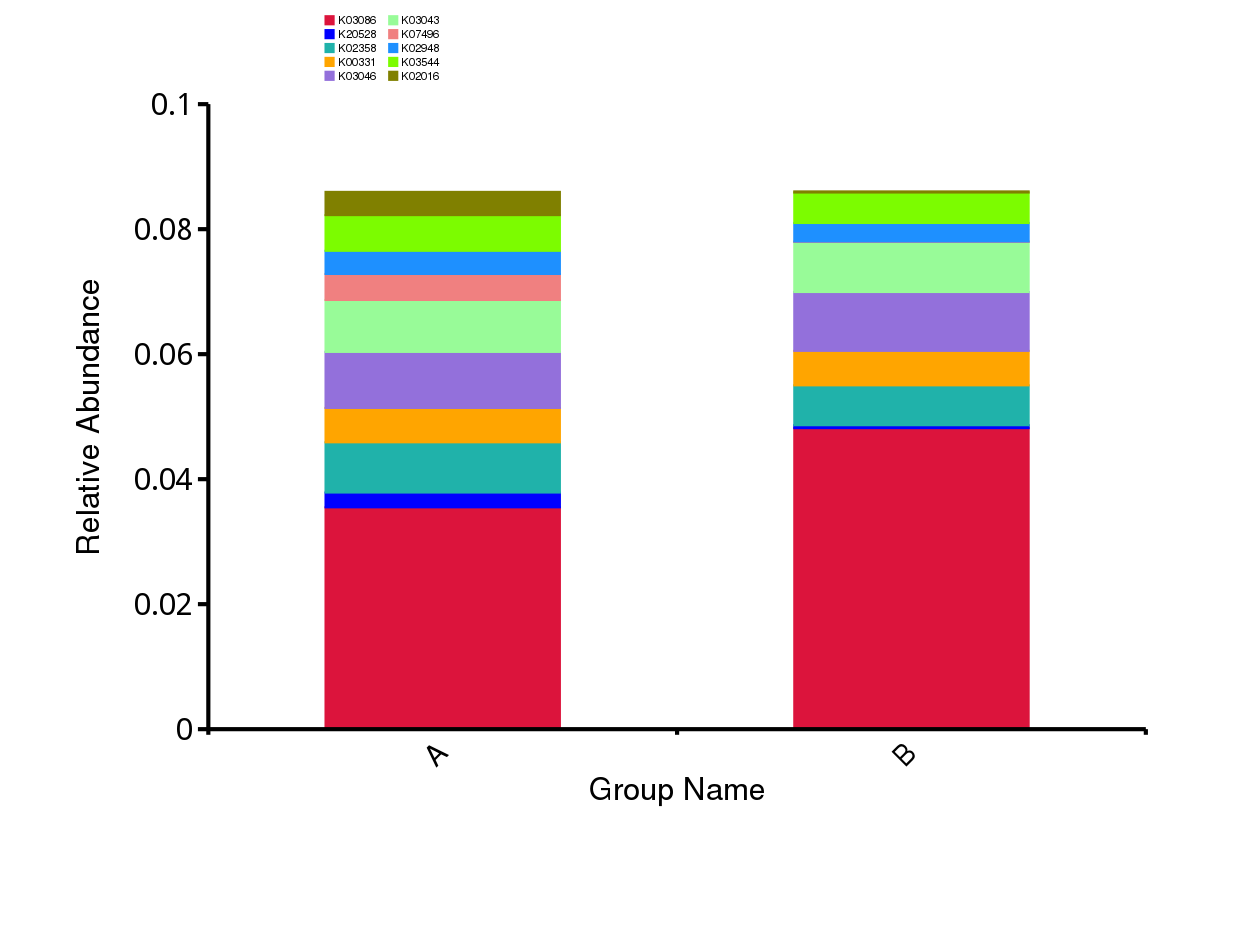 K03086 K03043
K20528 K07496
K02358 K02948
K00331 K03544
K03046 K02016
0.1
0.08
0.06
0.04
0.02
0
Relative Abundance
A B
Group Name